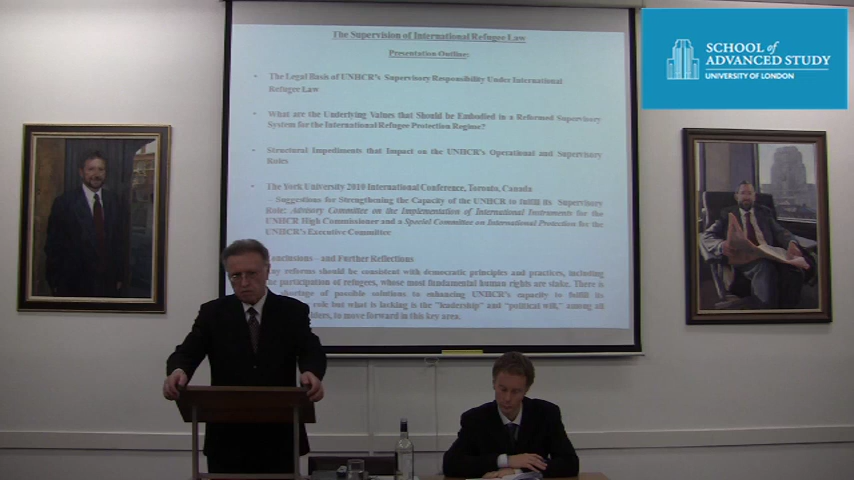 The Supervision of International Refugee Law
Presentation Outline:
• The Legal Basis of UNHCR's Supervisory Responsibility Under International
Refugee Law
• What are the Underlying Values that Should be Embodied in a Reformed Supervisory
System for the International Refugee Protection Regime?
• Structural Impediments that Impact on the UNHCR's Operational and Supervisory
Roles
• The York University 2010 International Conference, Toronto, Canada
– Suggestions for Strengthening the Capacity of the UNHCR to fulfil its Supervisory
Role: Advisory Committee on the Implementation of International Instruments for the
UNHCR High Commissioner and a Special Committee on International Protection for the
UNHCR's Executive Committee
onclusions – and Further Reflections
ny reforms should be consistent with democratic principles and practices, including
he participation of refugees, whose most fundamental human rights are stake. There is
shortage of possible solutions to enhancing UNHCR's capacity to fulfil its
role but what is lacking is the "leadership" and "political will," among all
lders, to move forward in this key area.
SCHOOL of
ADVANCED STUDY
UNIVERSITY OF LONDON